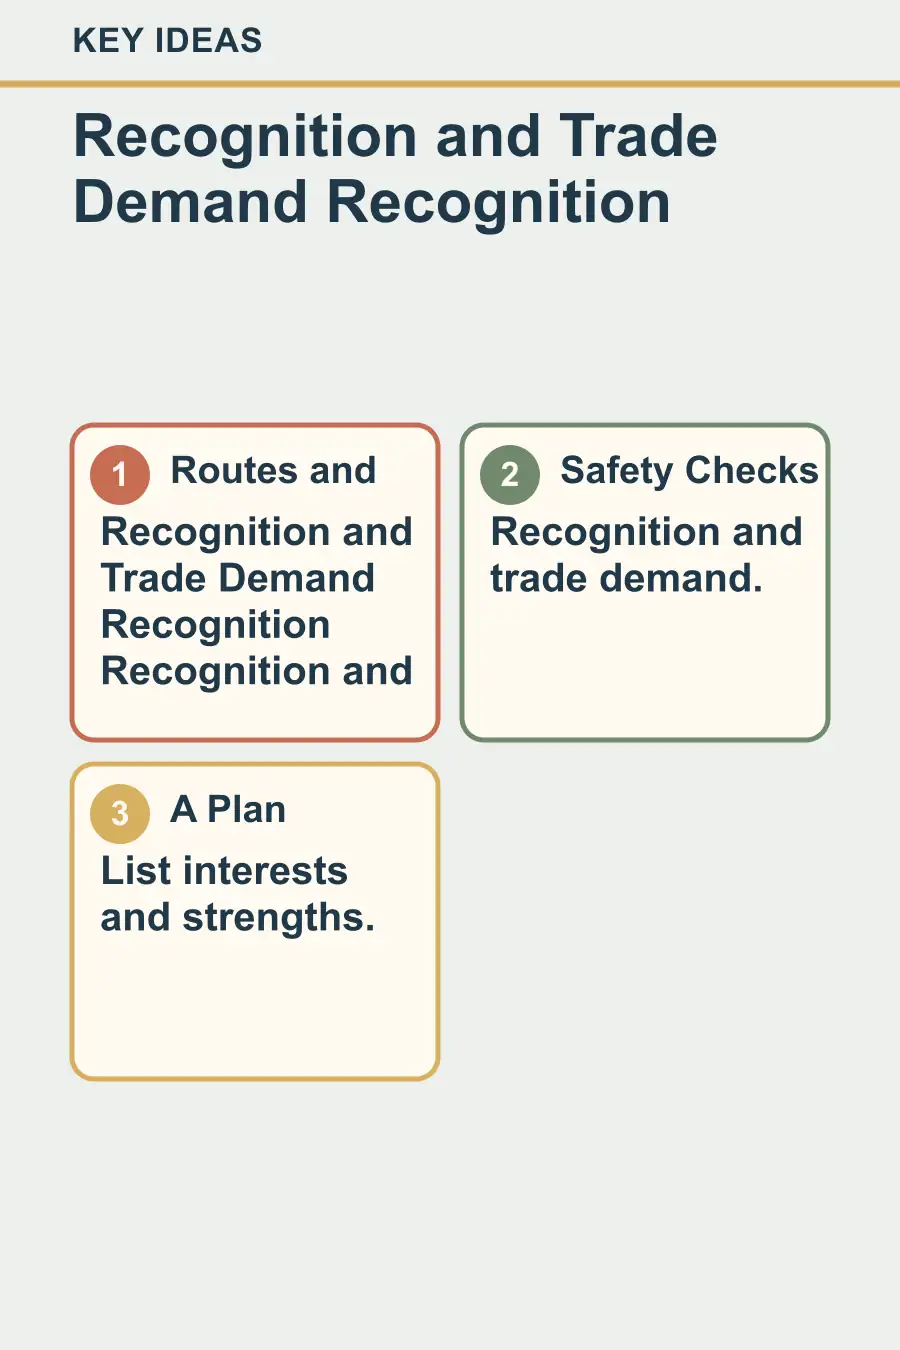 KEY IDEAS
Recognition and Trade
Demand Recognition
1 Routes and
Recognition and
Trade Demand
Recognition
Recognition and
2 Safety Checks
Recognition and
trade demand.
3 A Plan
List interests
and strengths.